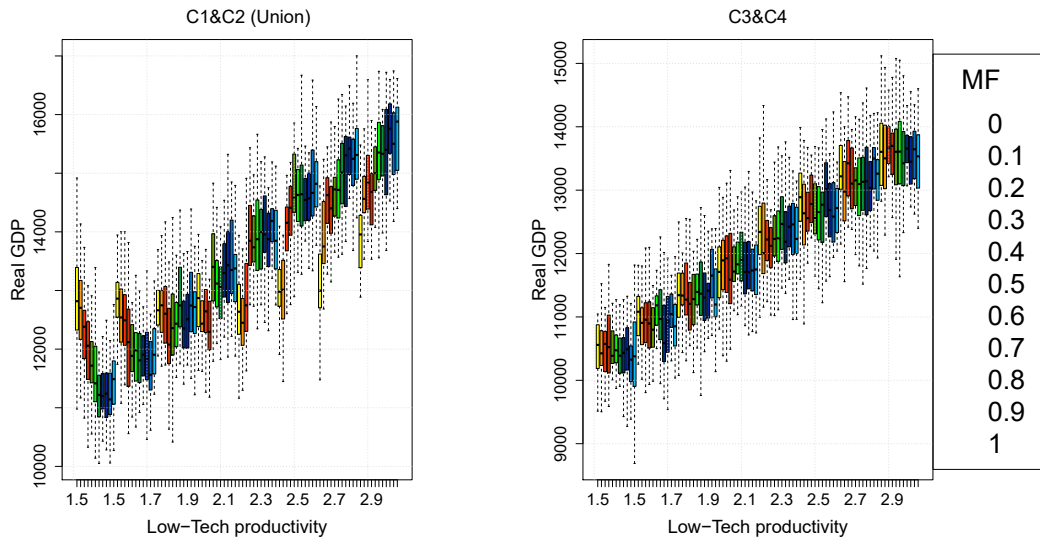 C1&C2 (Union)
Real GDP
10000
12000
14000
16000
1.5 1.5 1.7 1.9 2.1 2.3 2.5 2.7 2.9
Low−Tech productivity
C3&C4
Real GDP
9000
10000
11000
12000
13000
14000
15000
1.5 1.5 1.7 1.9 2.1 2.3 2.5 2.7 2.9
Low−Tech productivity
MF
0
0.1
0.2
0.3
0.4
0.5
0.6
0.7
0.8
0.9
1